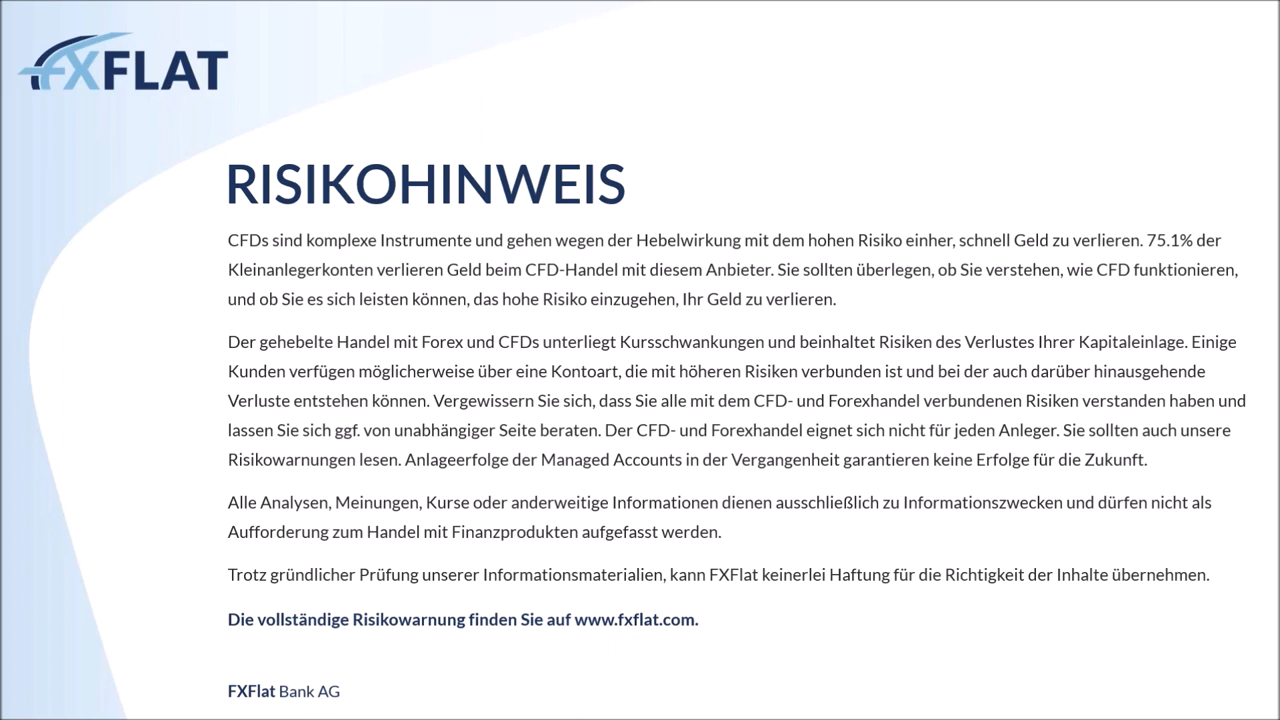 FXFLAT
RISIKOHINWEIS
CFDs sind komplexe Instrumente und gehen wegen der Hebelwirkung mit dem hohen Risiko einher, schnell Geld zu verlieren. 75.1% der
Kleinanlegerkonten verlieren Geld beim CFD-Handel mit diesem Anbieter. Sie sollten überlegen, ob Sie verstehen, wie CFD funktionieren,
und ob Sie es sich leisten können, das hohe Risiko einzugehen, Ihr Geld zu verlieren.
Der gehebelte Handel mit Forex und CFDs unterliegt Kursschwankungen und beinhaltet Risiken des Verlustes Ihrer Kapitaleinlage. Einige
Kunden verfügen möglicherweise über eine Kontoart, die mit höheren Risiken verbunden ist und bei der auch darüber hinausgehende
Verluste entstehen können. Vergewissern Sie sich, dass Sie alle mit dem CFD- und Forexhandel verbundenen Risiken verstanden haben und
lassen Sie sich ggf. von unabhängiger Seite beraten. Der CFD- und Forexhandel eignet sich nicht für jeden Anleger. Sie sollten auch unsere
Risikowarnungen lesen. Anlageerfolge der Managed Accounts in der Vergangenheit garantieren keine Erfolge für die Zukunft.
Alle Analysen, Meinungen, Kurse oder anderweitige Informationen dienen ausschließlich zu Informationszwecken und dürfen nicht als
Aufforderung zum Handel mit Finanzprodukten aufgefasst werden.
Trotz gründlicher Prüfung unserer Informationsmaterialien, kann FXFlat keinerlei Haftung für die Richtigkeit der Inhalte übernehmen.
Die vollständige Risikowarnung finden Sie auf www.fxflat.com.
FXFlat Bank AG